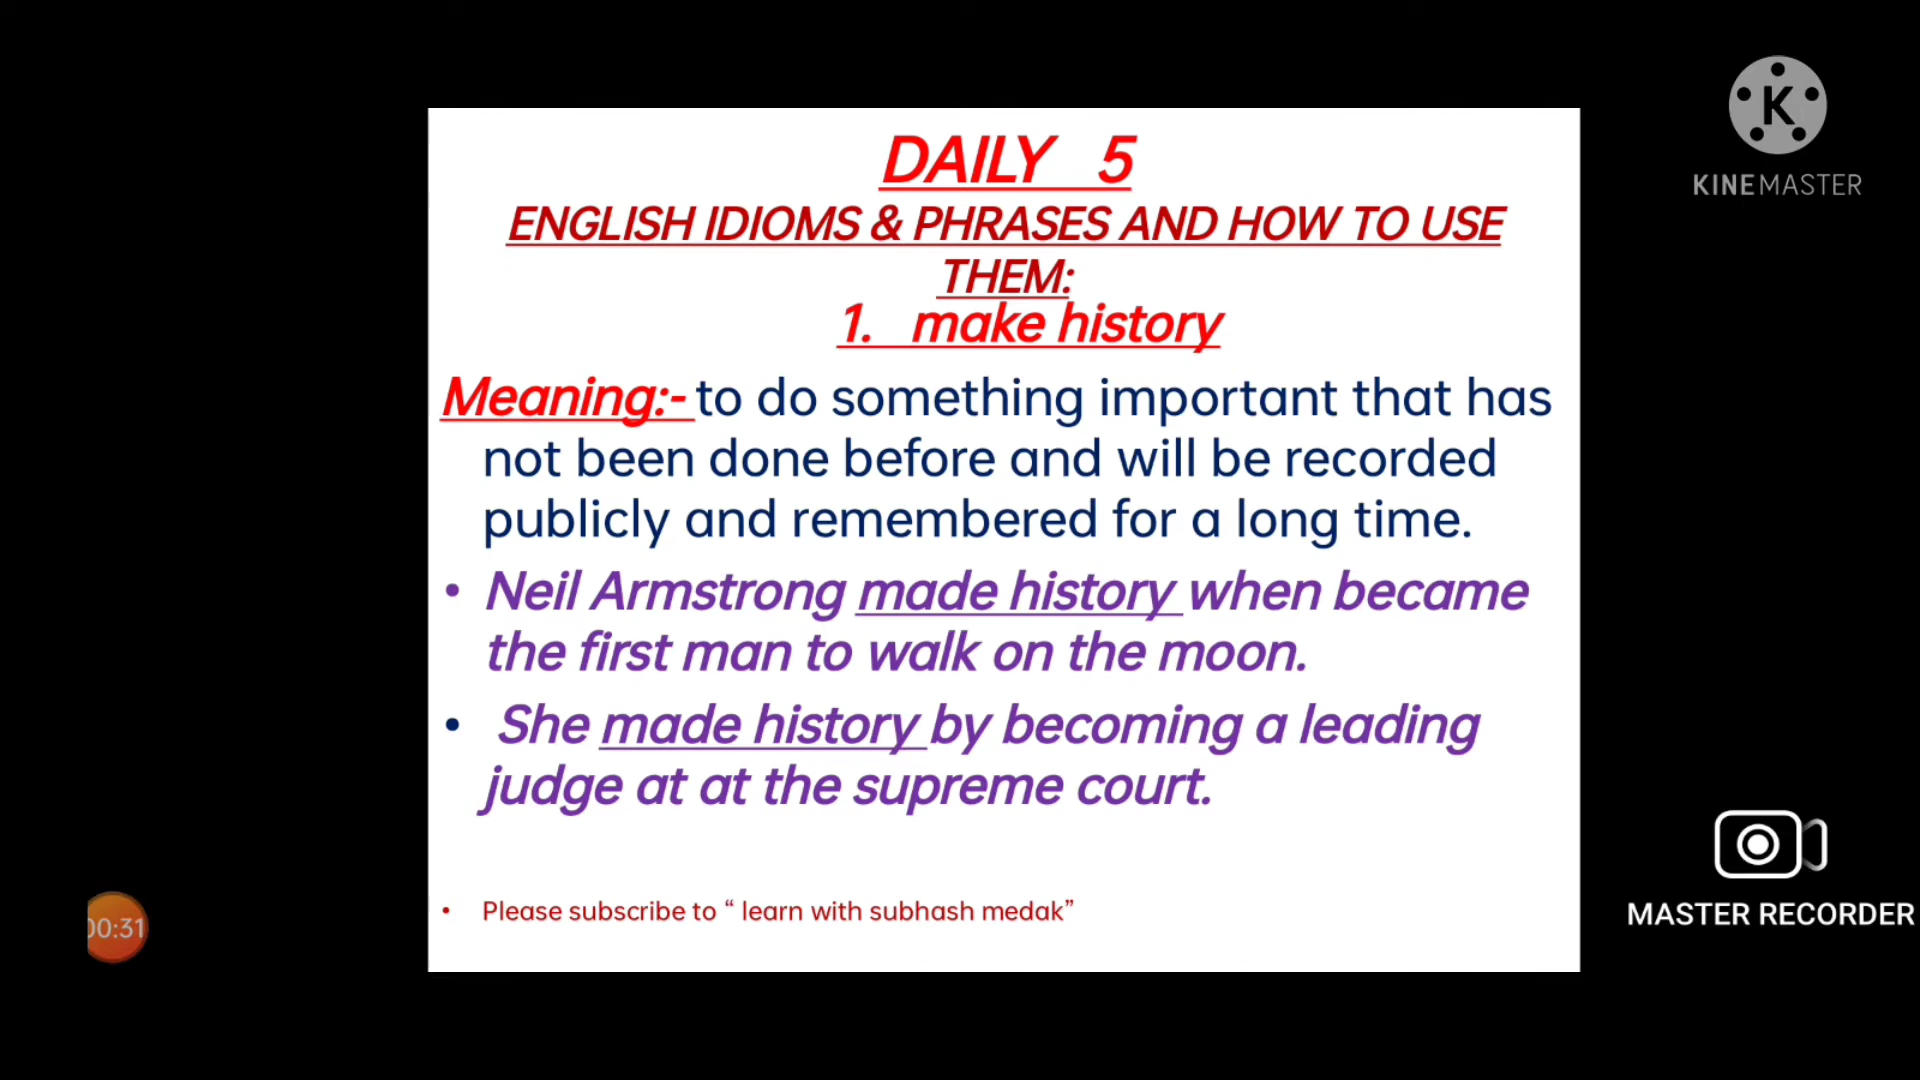 DAILY 5
ENGLISH IDIOMS & PHRASES AND HOW TO USE
THEM:
1. make history
Meaning:- to do something important that has
not been done before and will be recorded
publicly and remembered for a long time.
• Neil Armstrong made history when became
the first man to walk on the moon.
• She made history by becoming a leading
judge at at the supreme court.
• Please subscribe to “ learn with subhash medak”
K
KINEMASTER
00:31
MASTER RECORDER